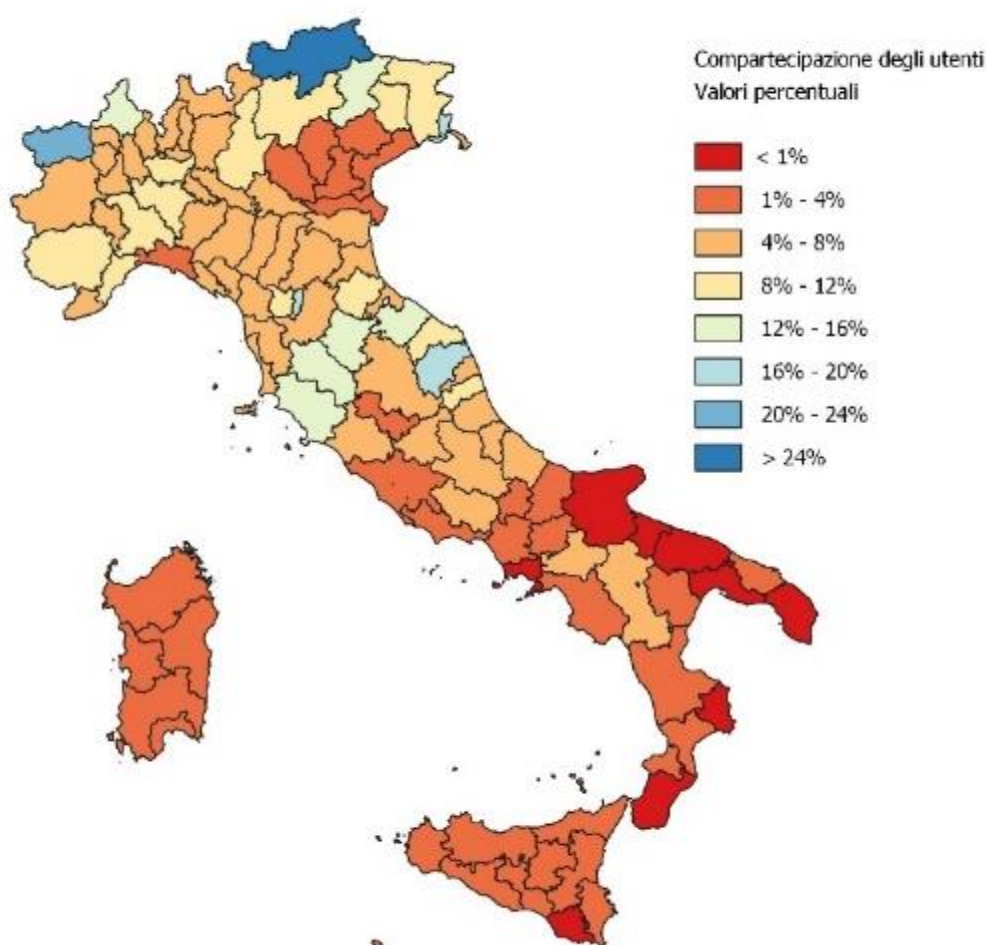 Compartecipazione degli utenti
Valori percentuali
< 1%
1% - 4%
4% - 8%
8% - 12%
12% - 16%
16% - 20%
20% - 24%
> 24%